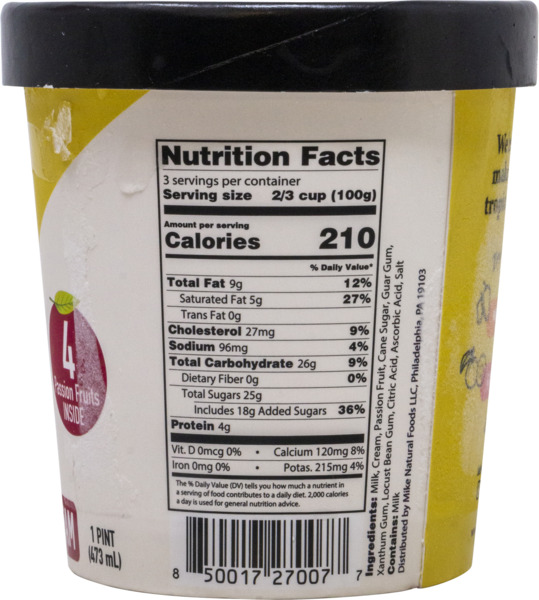 Nutrition Facts
3 servings per container
Serving size 2/3 cup (100g)
Amount per serving
Calories 210
% Daily Value*
Total Fat 9g 12%
Saturated Fat 5g 27%
Trans Fat 0g
Cholesterol 27mg 9%
Sodium 96mg 4%
Total Carbohydrate 26g 9%
Dietary Fiber 0g 0%
Total Sugars 25g
Includes 18g Added Sugars 36%
Protein 4g
Vit. D 0mcg 0% • Calcium 120mg 8%
Iron 0mg 0% • Potas. 215mg 4%
The % Daily Value (DV) tells you how much a nutrient in
a serving of food contributes to a daily diet. 2,000 calories
a day is used for general nutrition advice.
8 50017 27007 7
Ingredients: Milk, Cream, Passion Fruit, Cane Sugar, Guar Gum,
Xanthum Gum, Locust Bean Gum, Citric Acid, Ascorbic Acid, Salt
Contains: Milk
Distributed by Mike Natural Foods LLC, Philadelphia, PA 19103
4
Passion Fruits
INSIDE
1 PINT
(473 mL)
We